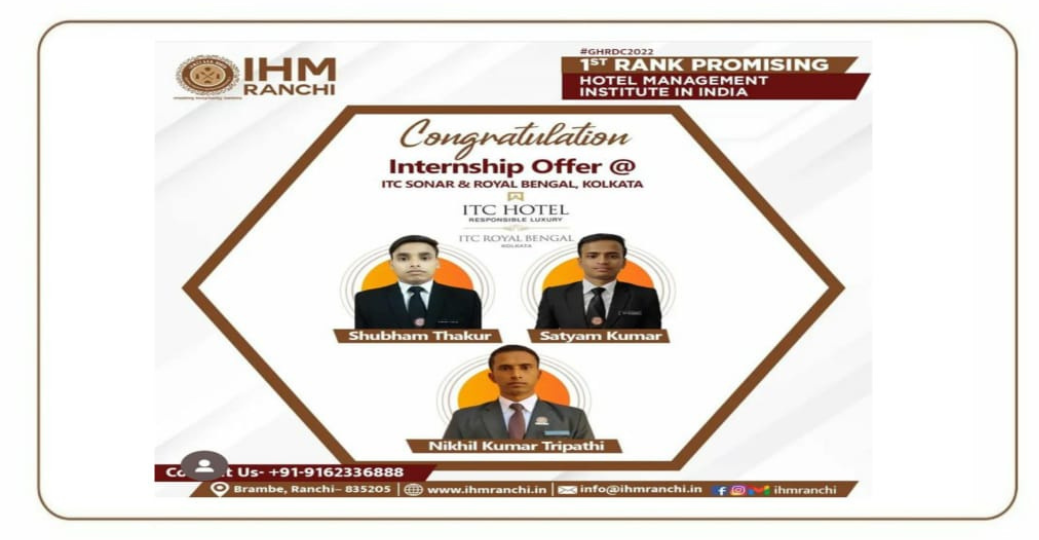 IHM
RANCHI
#GHRDC2022
1ST RANK PROMISING
HOTEL MANAGEMENT
INSTITUTE IN INDIA
Congratulation
Internship Offer @
ITC SONAR & ROYAL BENGAL, KOLKATA
ITC HOTEL
RESPONSIBLE LUXURY
ITC ROYAL BENGAL
KOLKATA
Shubham Thakur
Satyam Kumar
Nikhil Kumar Tripathi
Us- +91-9162336888
Brambe, Ranchi– 835205 | www.ihmranchi.in | info@ihmranchi.in ihmranchi